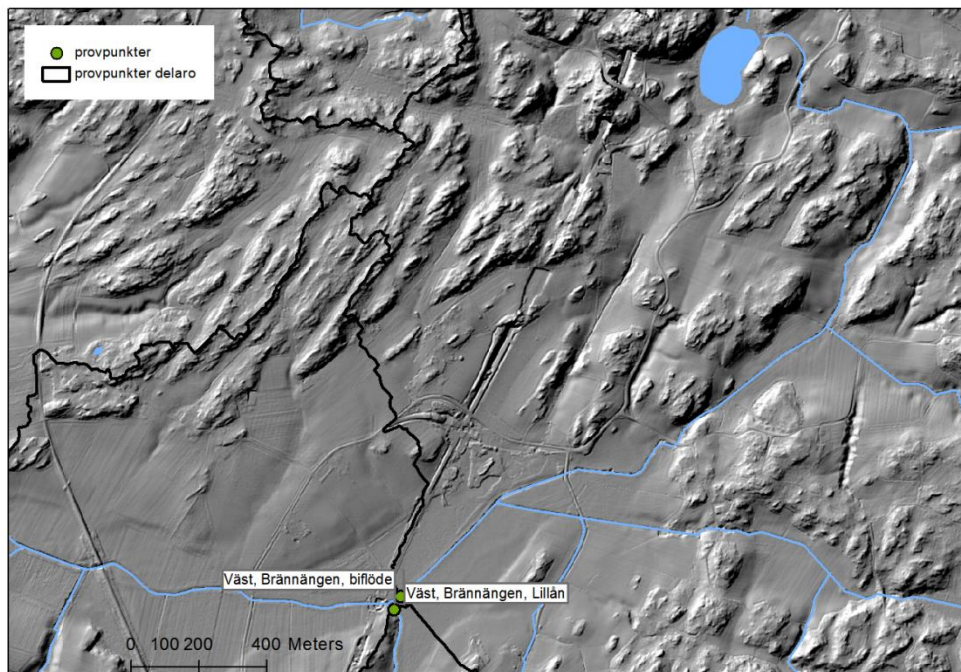 provpunkter
provpunkter delaro
Väst, Brännängen, biflöde
Väst, Brännängen, Lillån
0 100 200 400 Meters